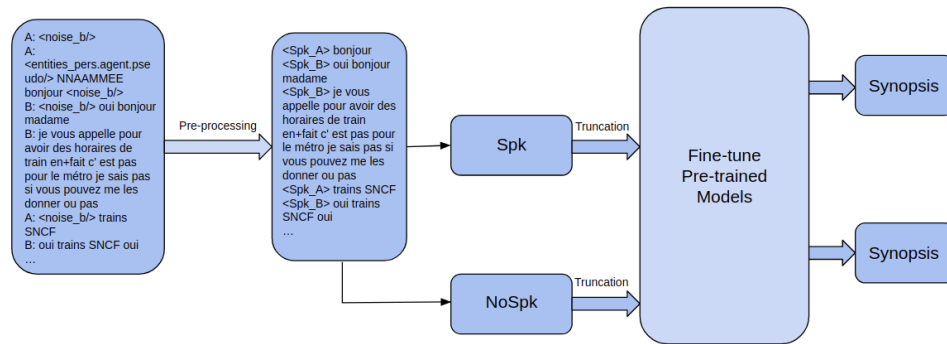 A: <noise_b/>
A:
<entities_pers.agent.pse
udo/> NNAAMMEE
bonjour <noise_b/>
B: <noise_b/> oui bonjour
madame
B: je vous appelle pour
avoir des horaires de
train en+fait c' est pas
pour le métro je sais pas
si vous pouvez me les
donner ou pas
A: <noise_b/> trains
SNCF
B: oui trains SNCF oui
…
Pre-processing
<Spk_A> bonjour
<Spk_B> oui bonjour
madame
<Spk_B> je vous
appelle pour avoir des
horaires de train
en+fait c' est pas pour
le métro je sais pas si
vous pouvez me les
donner ou pas
<Spk_A> trains SNCF
<Spk_B> oui trains
SNCF oui
…
Spk
Truncation
NoSpk
Truncation
Fine-tune
Pre-trained
Models
Synopsis
Synopsis